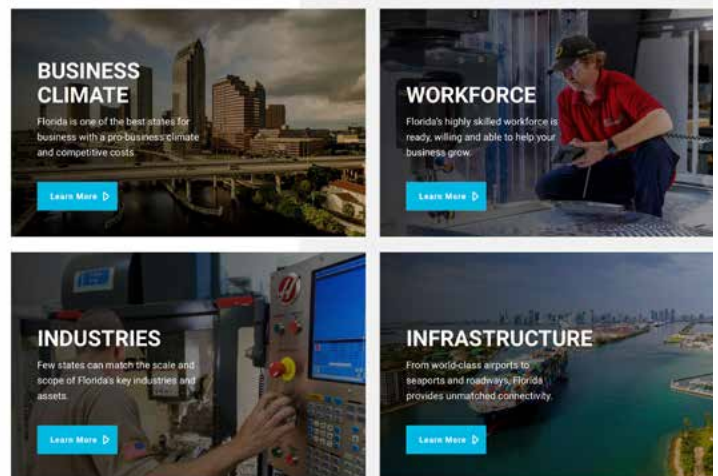 BUSINESS
CLIMATE
Florida is one of the best states for
business with a pro-business climate
and competitive costs.
Learn More
WORKFORCE
Florida's highly skilled workforce is
ready, willing and able to help your
business grow.
Learn More
INDUSTRIES
Few states can match the scale and
scope of Florida's key industries and
assets.
Learn More
INFRASTRUCTURE
From world-class airports to
seaports and roadways, Florida
provides unmatched connectivity.
Learn More